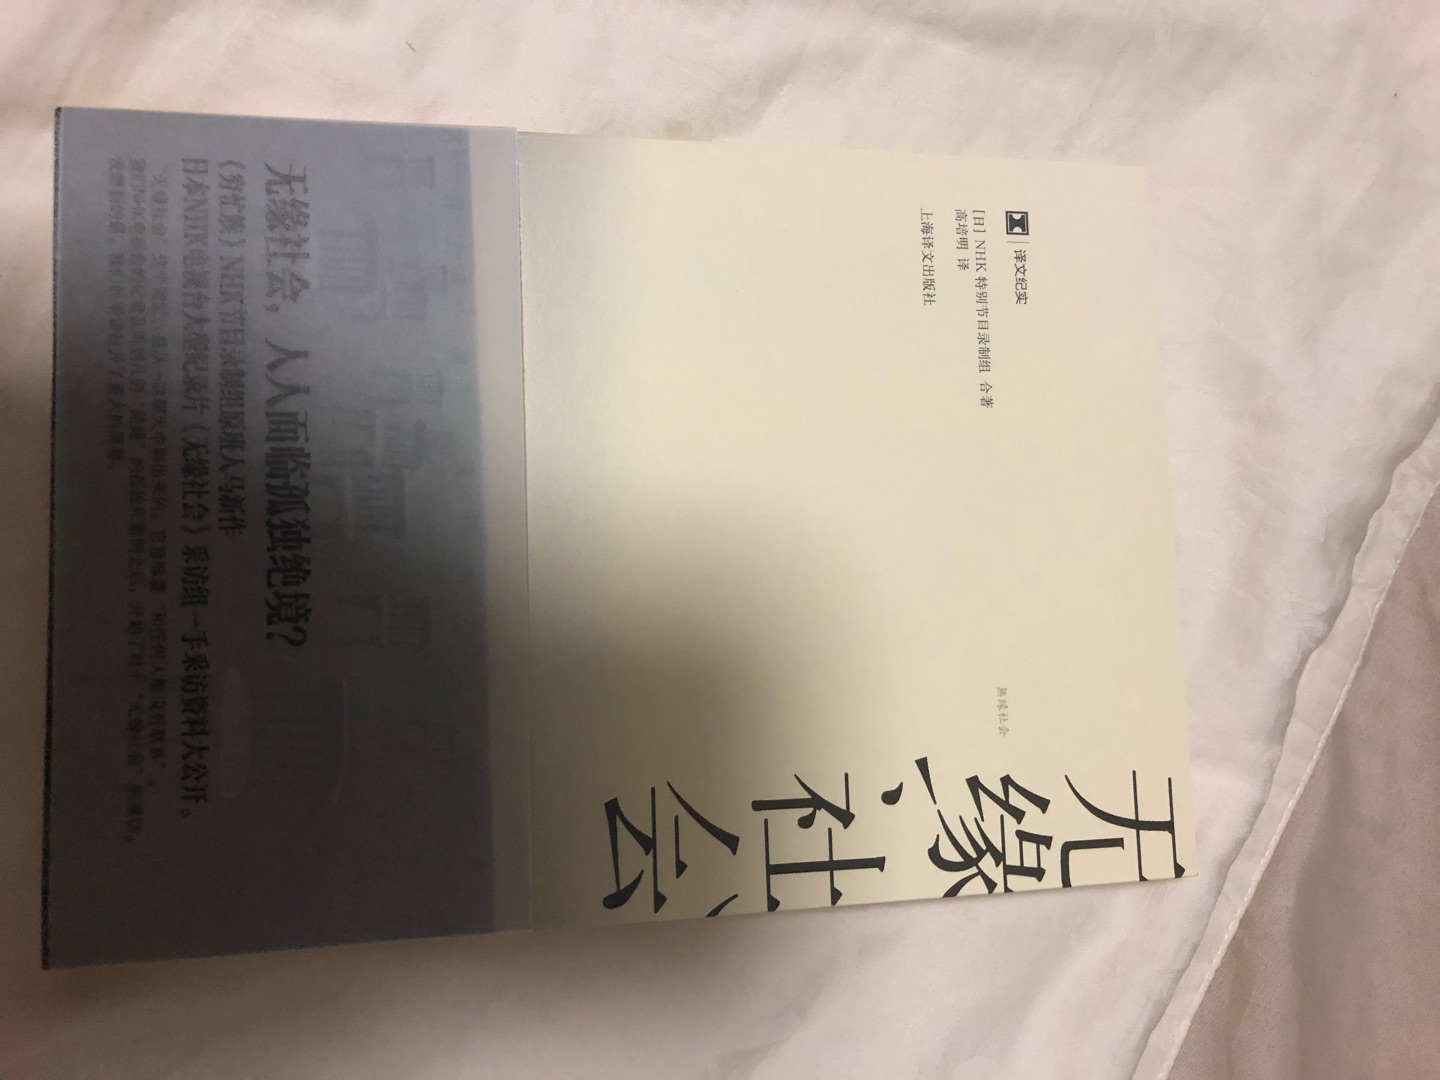 译文纪实
[日] NHK 特别节目录制组 合著
高培明 译
上海译文出版社
無縁社会
无缘社会
无缘社会，人人面临孤独绝境？
《穷忙族》NHK节目录制组原班人马新作
日本NHK电视台大型纪录片《无缘社会》采访组一手采访资料大公开。